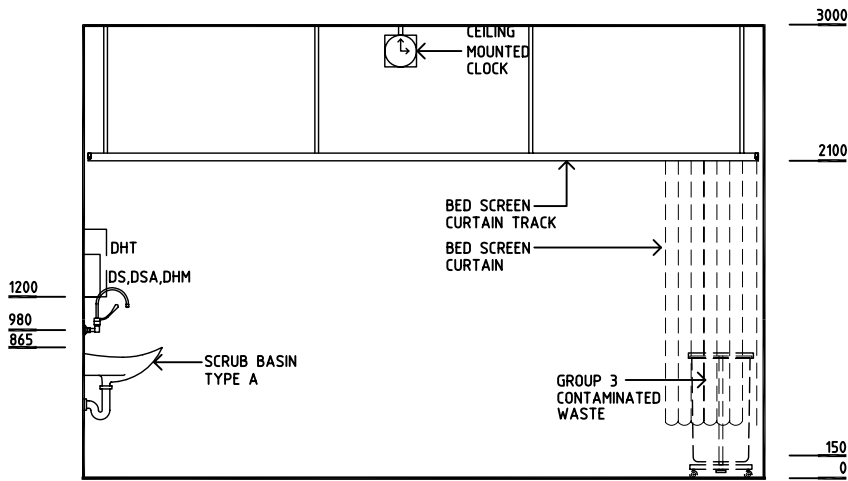 3000
CEILING
MOUNTED
CLOCK
2100
BED SCREEN
CURTAIN TRACK
BED SCREEN
CURTAIN
DHT
DS,DSA,DHM
1200
980
865
SCRUB BASIN
TYPE A
GROUP 3
CONTAMINATED
WASTE
150
0